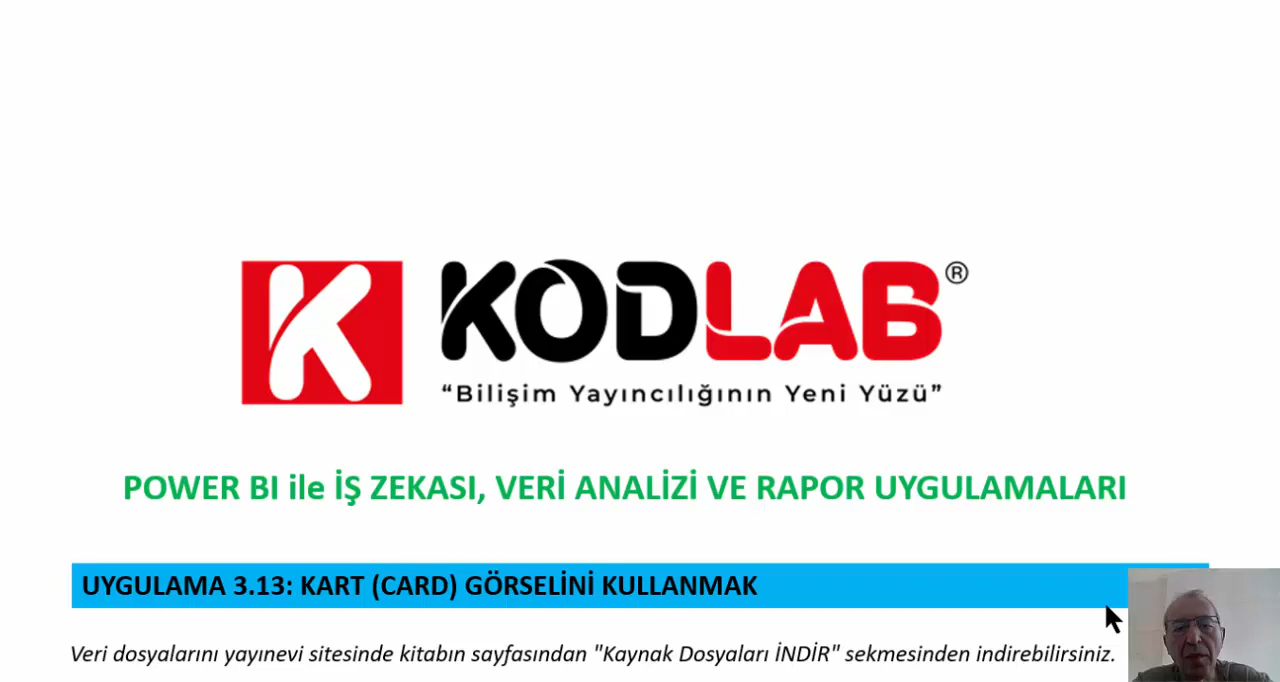 K KODLAB®
“Bilişim Yayıncılığının Yeni Yüzü”
POWER BI ile İŞ ZEKASI, VERİ ANALİZİ VE RAPOR UYGULAMALARI
UYGULAMA 3.13: KART (CARD) GÖRSELİNİ KULLANMAK
Veri dosyalarını yayınevi sitesinde kitabın sayfasından "Kaynak Dosyaları İNDİR" sekmesinden indirebilirsiniz.